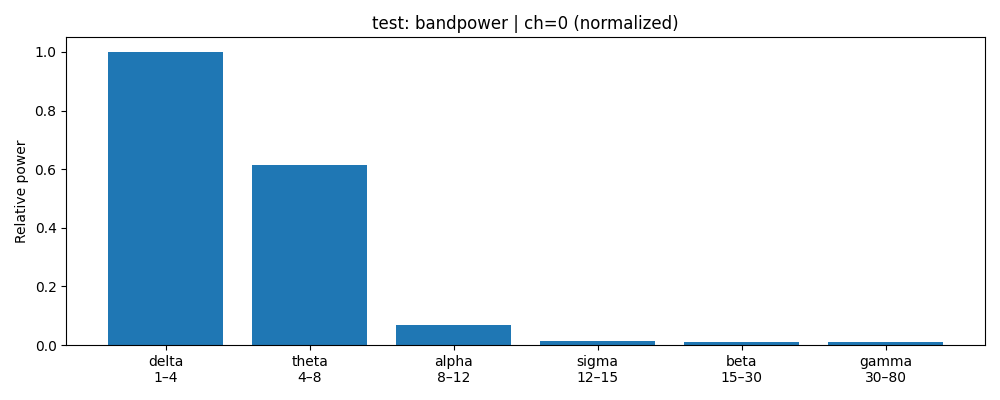 test: bandpower | ch=0 (normalized)
Relative power
1.0
0.8
0.6
0.4
0.2
0.0
delta theta alpha sigma beta gamma
1–4 4–8 8–12 12–15 15–30 30–80